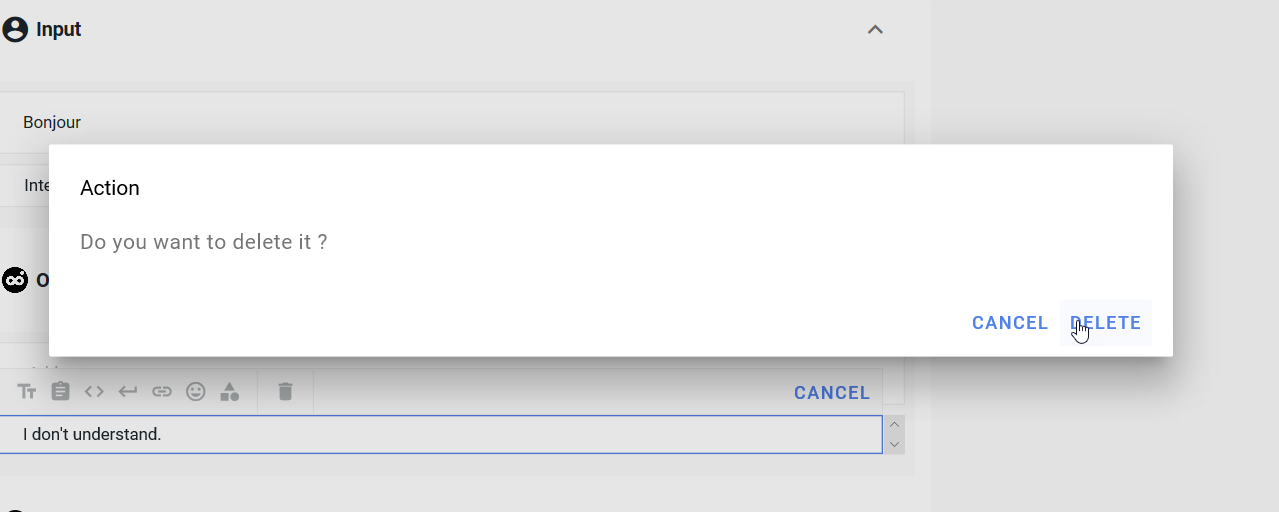 Input
Bonjour
Inte
Action
Do you want to delete it ?
O
CANCEL DELETE
CANCEL
I don't understand.